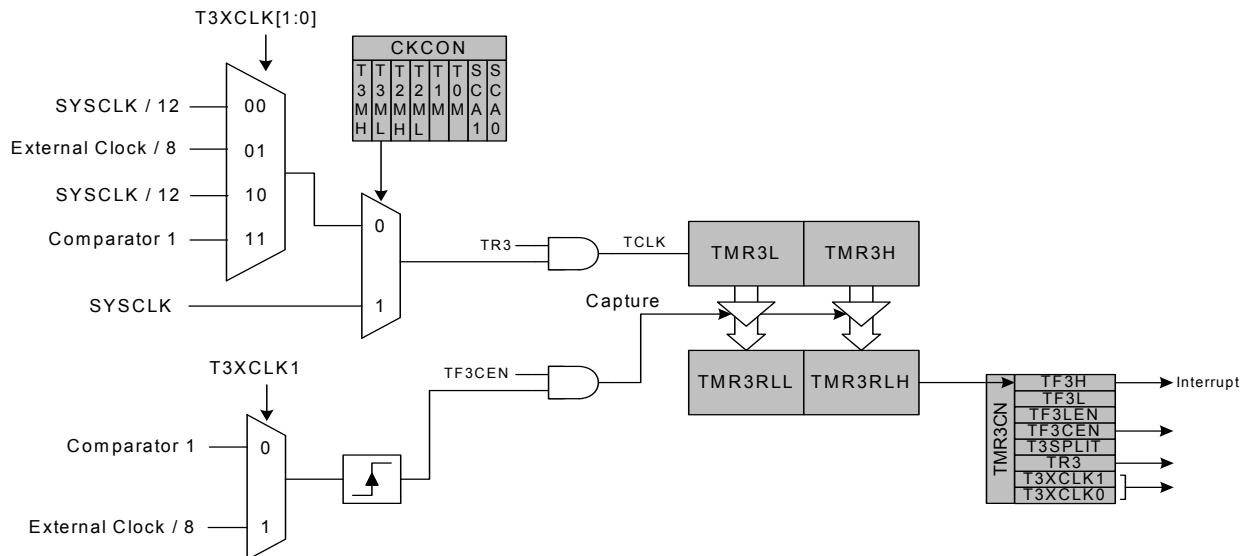 T3XCLK[1:0]
CKCON
T3MH
T3ML
T2MH
T2ML
T1M
T0M
SCA1
SCA0
SYSCLK / 12
00
External Clock / 8
01
SYSCLK / 12
10
Comparator 1
11
SYSCLK
0
1
TR3
TCLK
TMR3L
TMR3H
Capture
TF3CEN
TMR3RLL
TMR3RLH
T3XCLK1
Comparator 1
0
External Clock / 8
1
TMR3CN
TF3H
TF3L
TF3LEN
TF3CEN
T3SPLIT
TR3
T3XCLK1
T3XCLK0
Interrupt